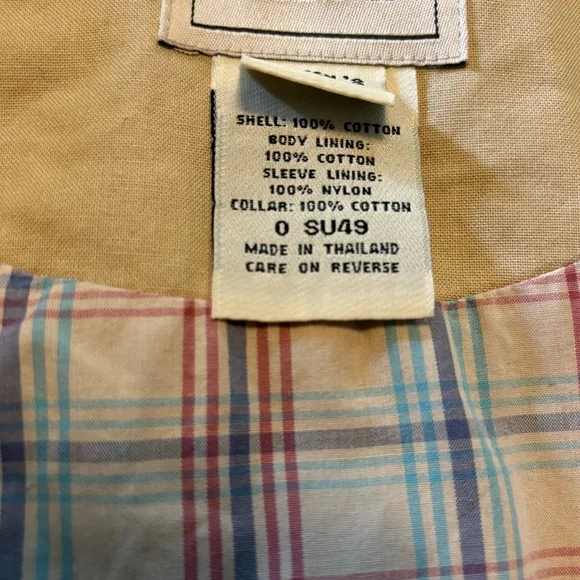 SHELL: 100% COTTON
BODY LINING:
100% COTTON
SLEEVE LINING:
100% NYLON
COLLAR: 100% COTTON
0 SU49
MADE IN THAILAND
CARE ON REVERSE